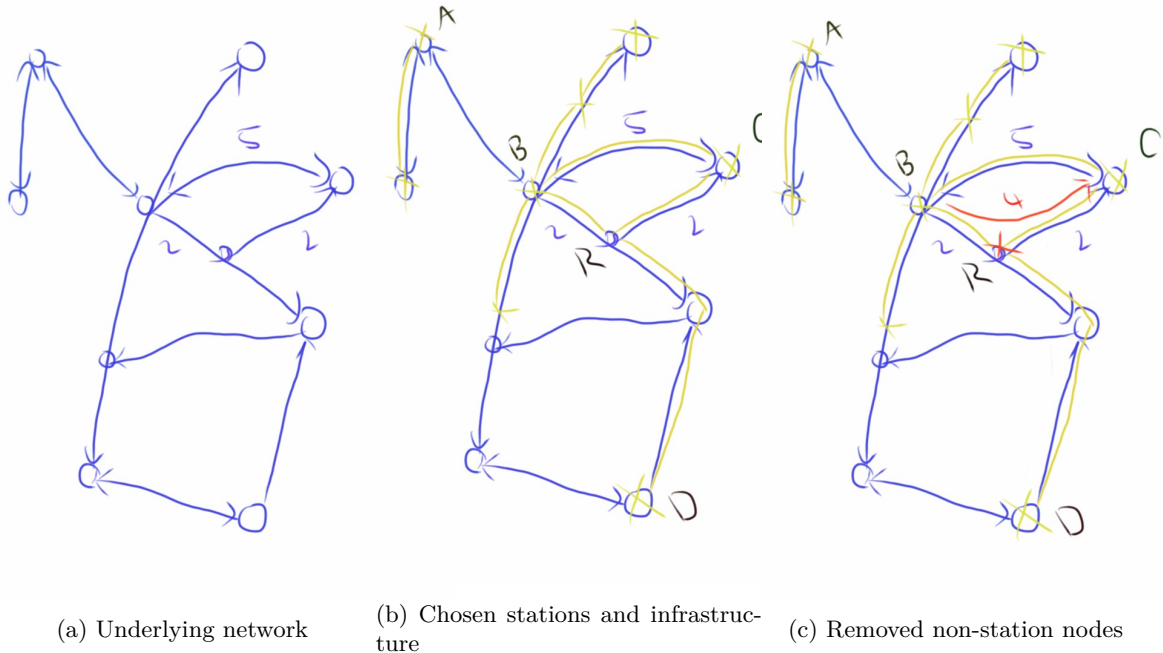 5
2
2
A
B
5
C
2
2
R
D
A
B
5
C
4
2
2
R
D
(a) Underlying network
(b) Chosen stations and infrastruc-
ture
(c) Removed non-station nodes